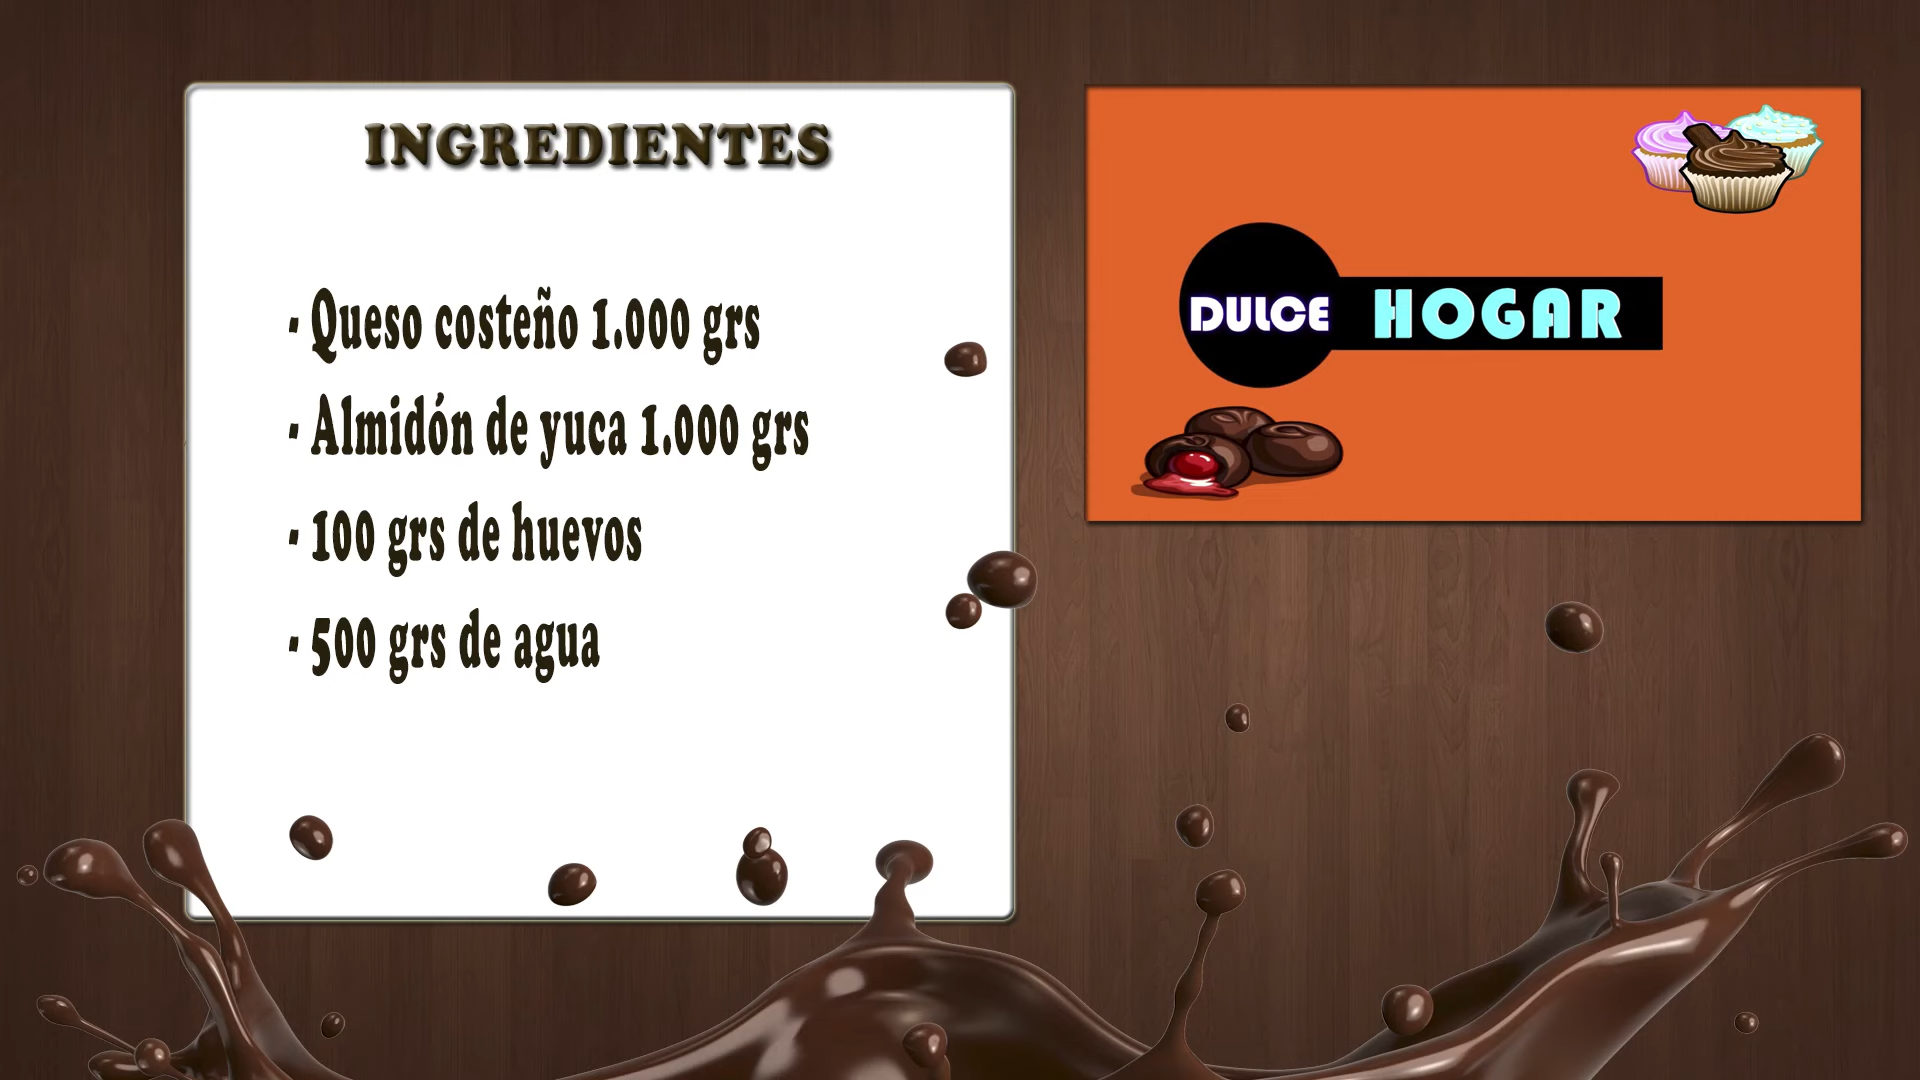 INGREDIENTES
- Queso costeño 1.000 grs
- Almidón de yuca 1.000 grs
- 100 grs de huevos
- 500 grs de agua
DULCE HOGAR